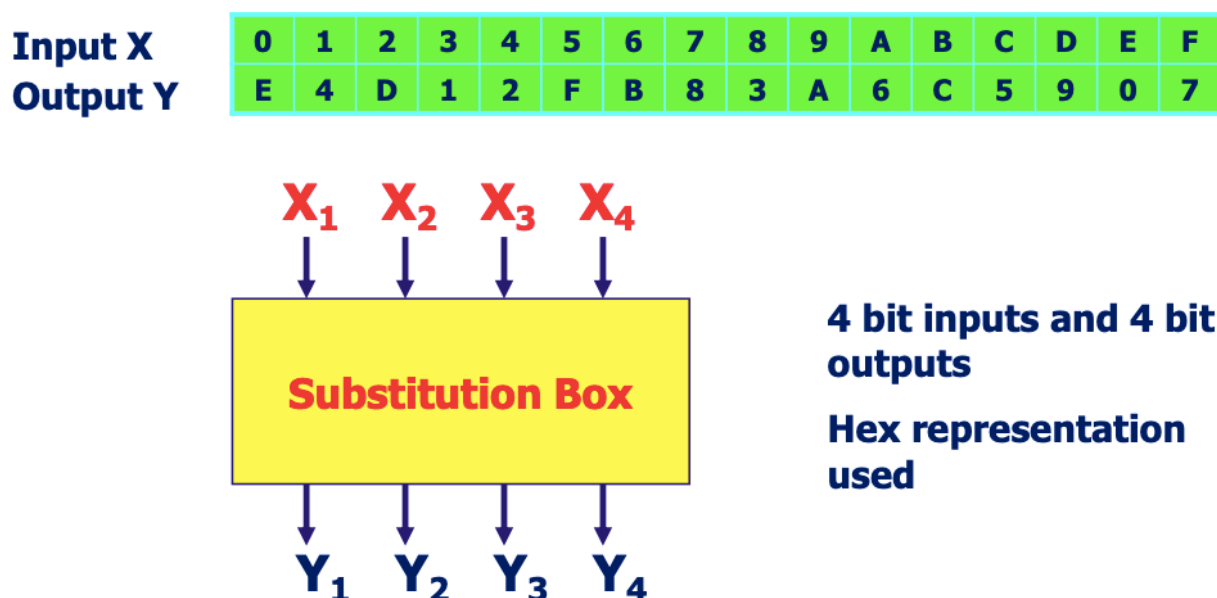 Input X 0 1 2 3 4 5 6 7 8 9 A B C D E F
Output Y E 4 D 1 2 F B 8 3 A 6 C 5 9 0 7
X₁ X₂ X₃ X₄
Substitution Box
Y₁ Y₂ Y₃ Y₄
4 bit inputs and 4 bit
outputs
Hex representation
used